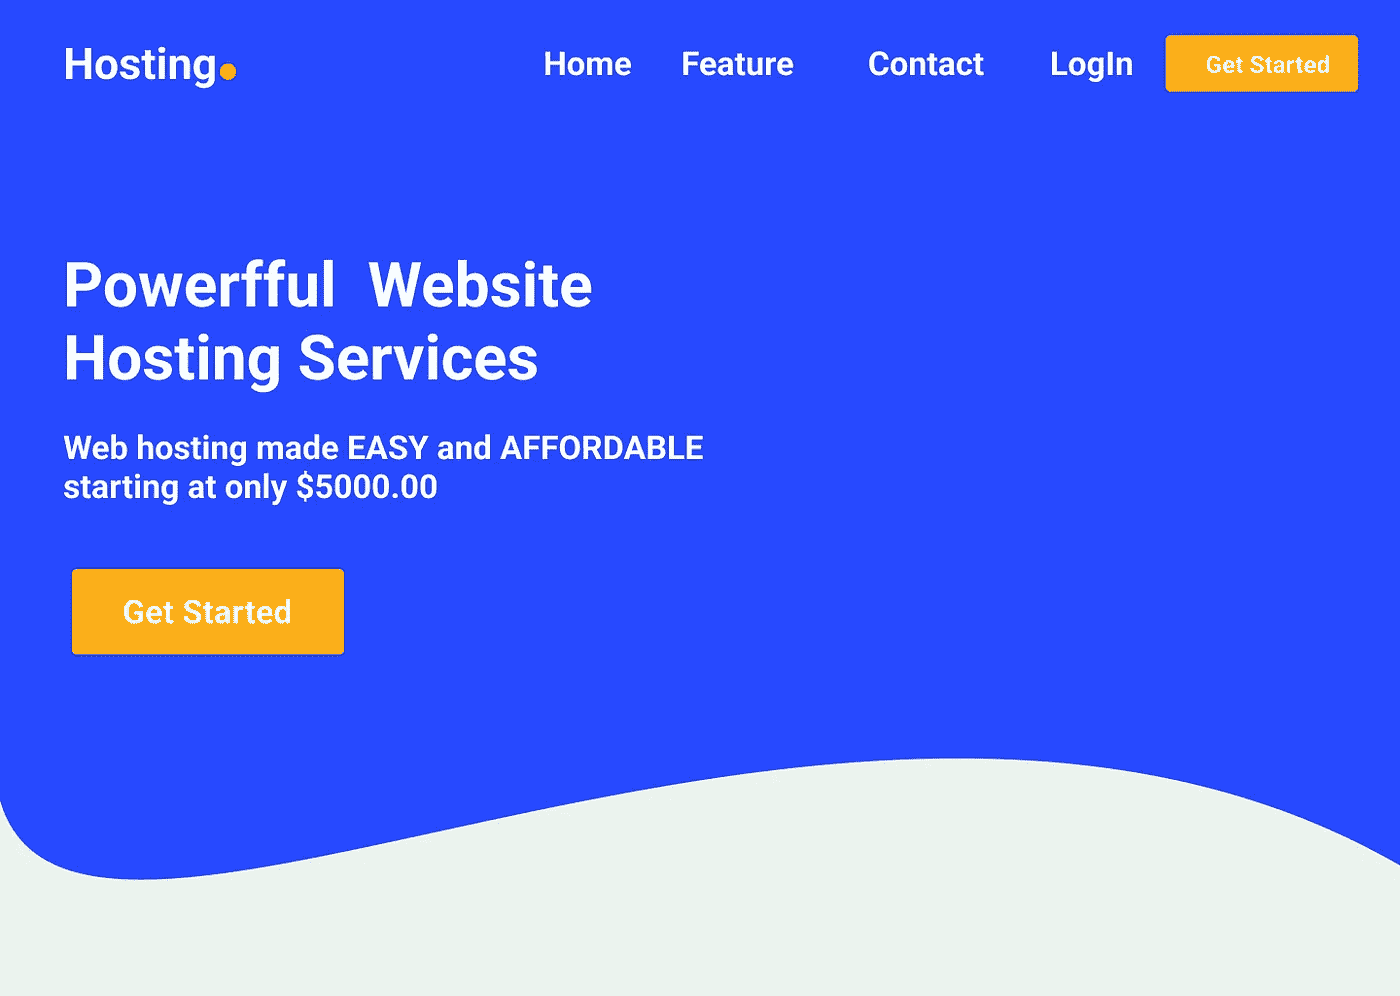 Hosting.
Home Feature Contact LogIn Get Started
Powerfful Website
Hosting Services
Web hosting made EASY and AFFORDABLE
starting at only $5000.00
Get Started